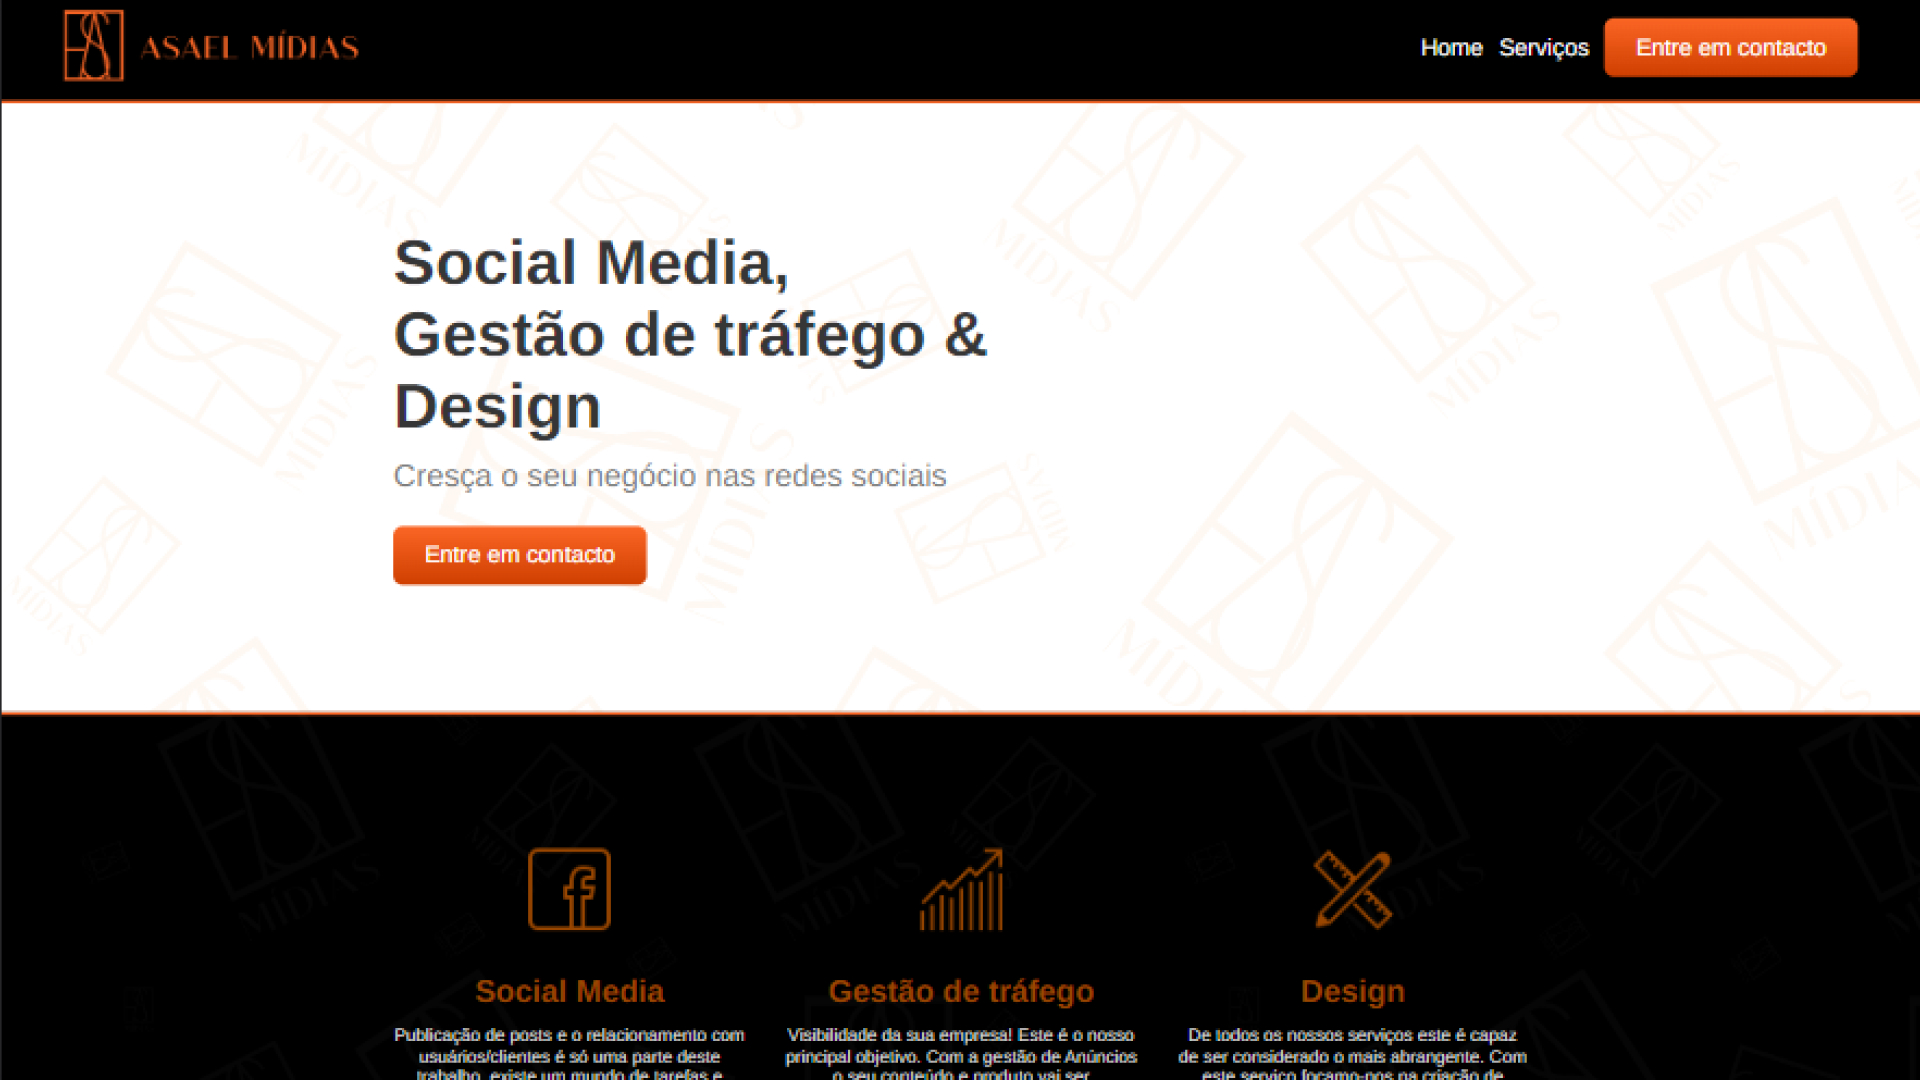 ASAEL MÍDIAS
Home Serviços Entre em contacto
Social Media,
Gestão de tráfego &
Design
Cresça o seu negócio nas redes sociais
Entre em contacto
Social Media
Publicação de posts e o relacionamento com
usuários/clientes é só uma parte deste
trabalho, existe um mundo de tarefas e
Gestão de tráfego
Visibilidade da sua empresa! Este é o nosso
principal objetivo. Com a gestão de Anúncios
o seu conteúdo e produto vai ser
Design
De todos os nossos serviços este é capaz
de ser considerado o mais abrangente. Com
este serviço focamo-nos na criação de